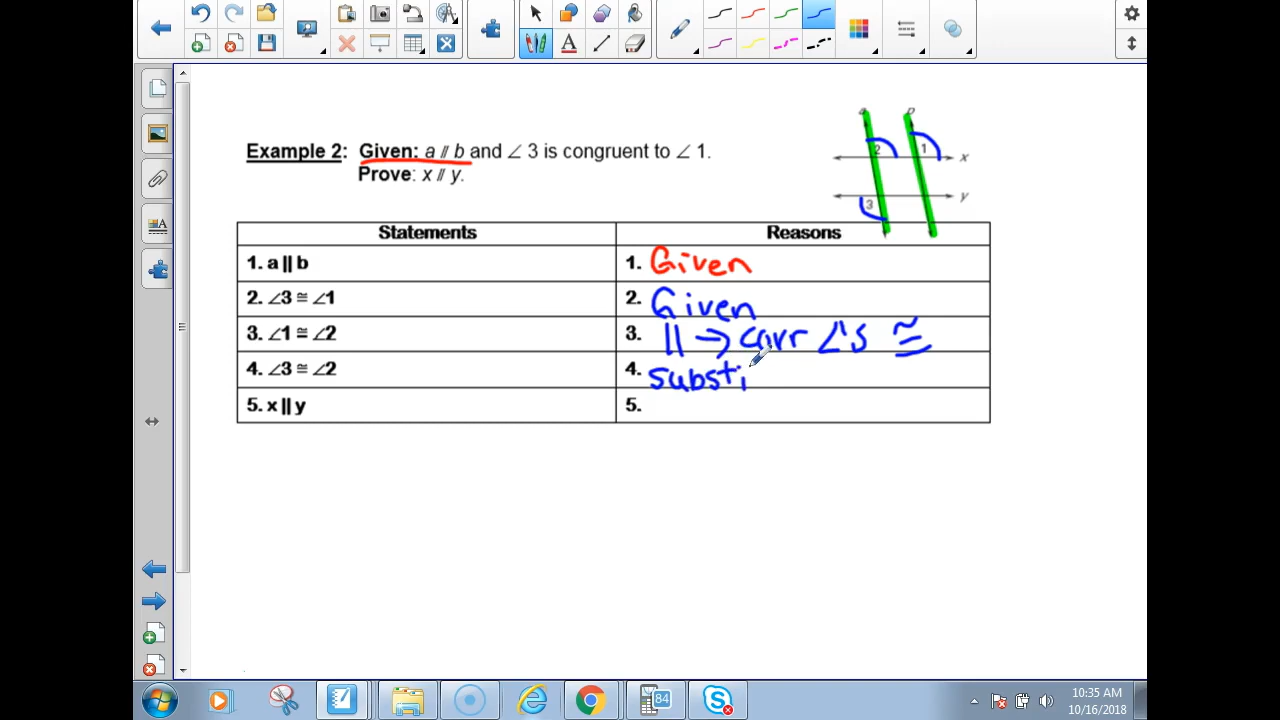 Example 2: Given: a // b and ∠ 3 is congruent to ∠ 1.
Prove: x // y.
a b
2 1 x
3 y
Statements Reasons
1. a || b 1. Given
2. ∠3 ≅ ∠1 2. Given
3. ∠1 ≅ ∠2 3. || → corr ∠'s ≅
4. ∠3 ≅ ∠2 4. substi
5. x || y 5.
84
10:35 AM
10/16/2018